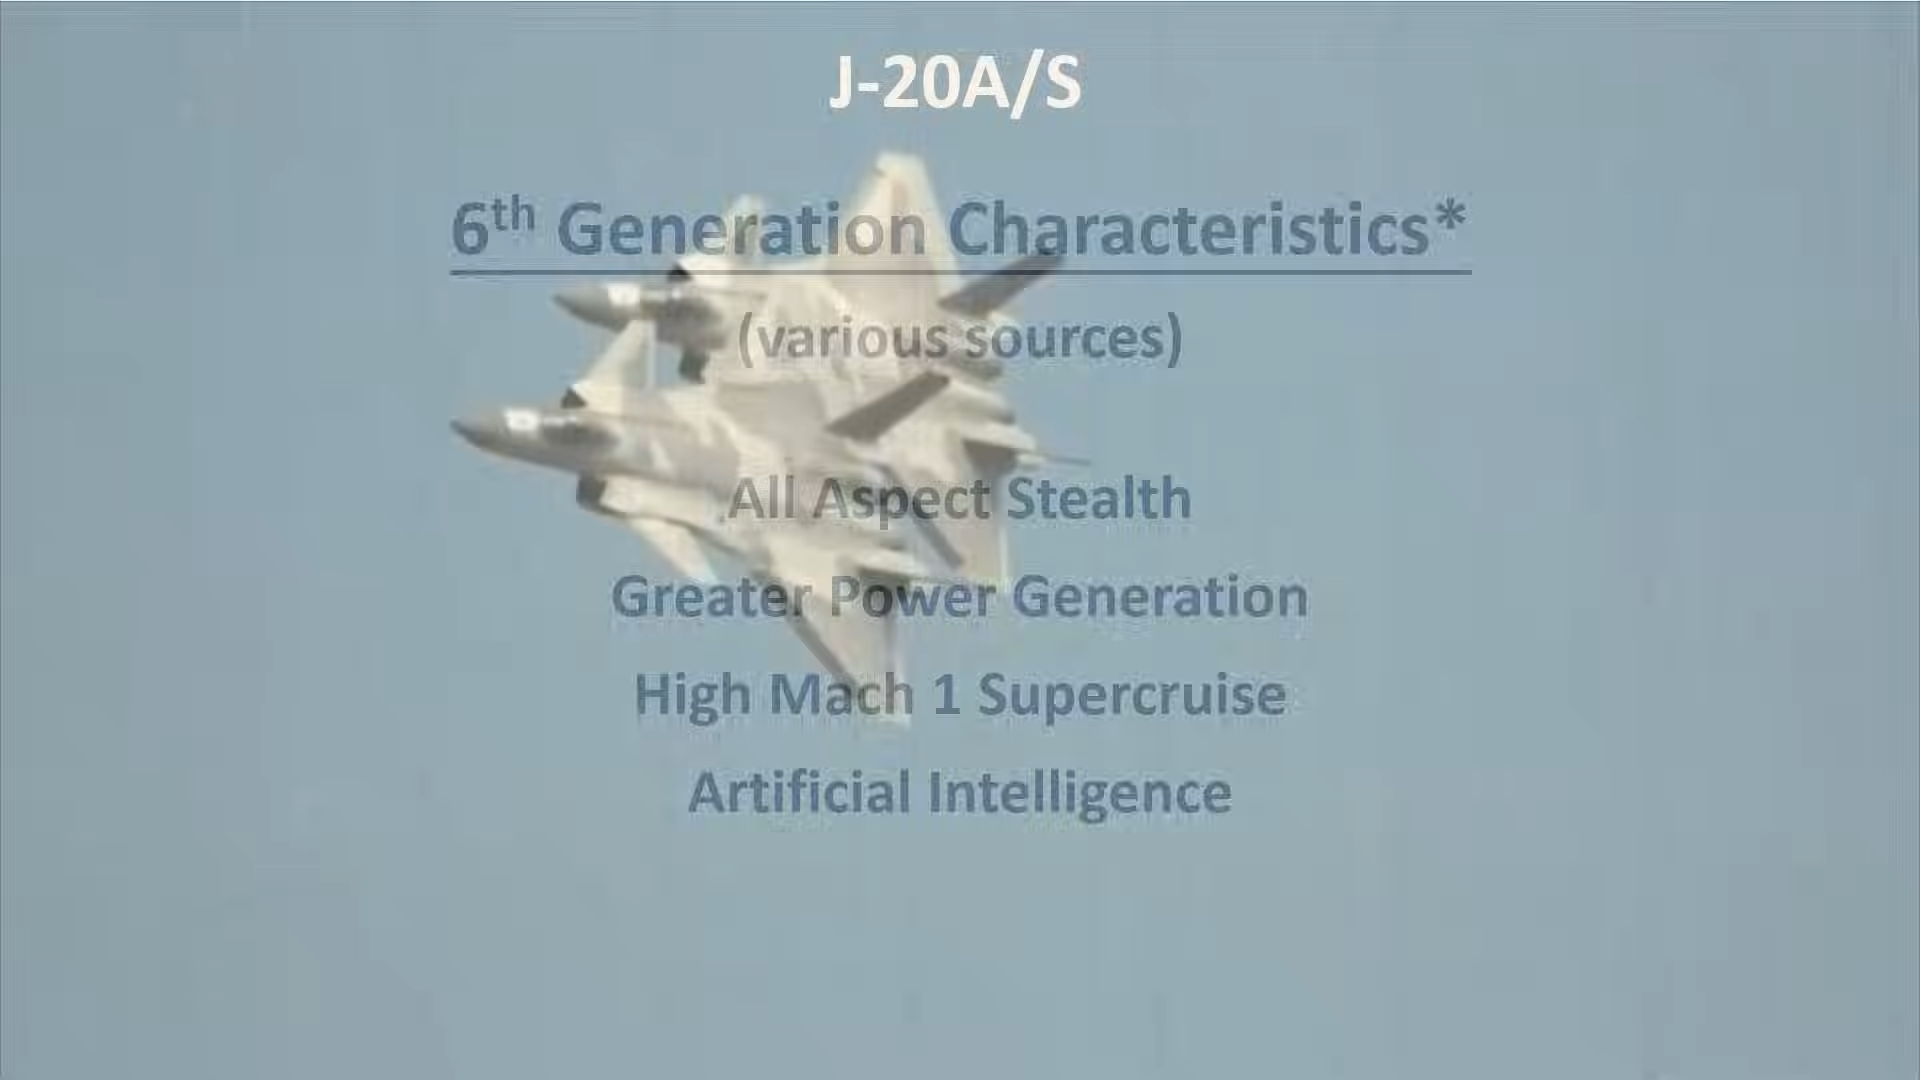 J-20A/S
6th Generation Characteristics*
(various sources)
All Aspect Stealth
Greater Power Generation
High Mach 1 Supercruise
Artificial Intelligence